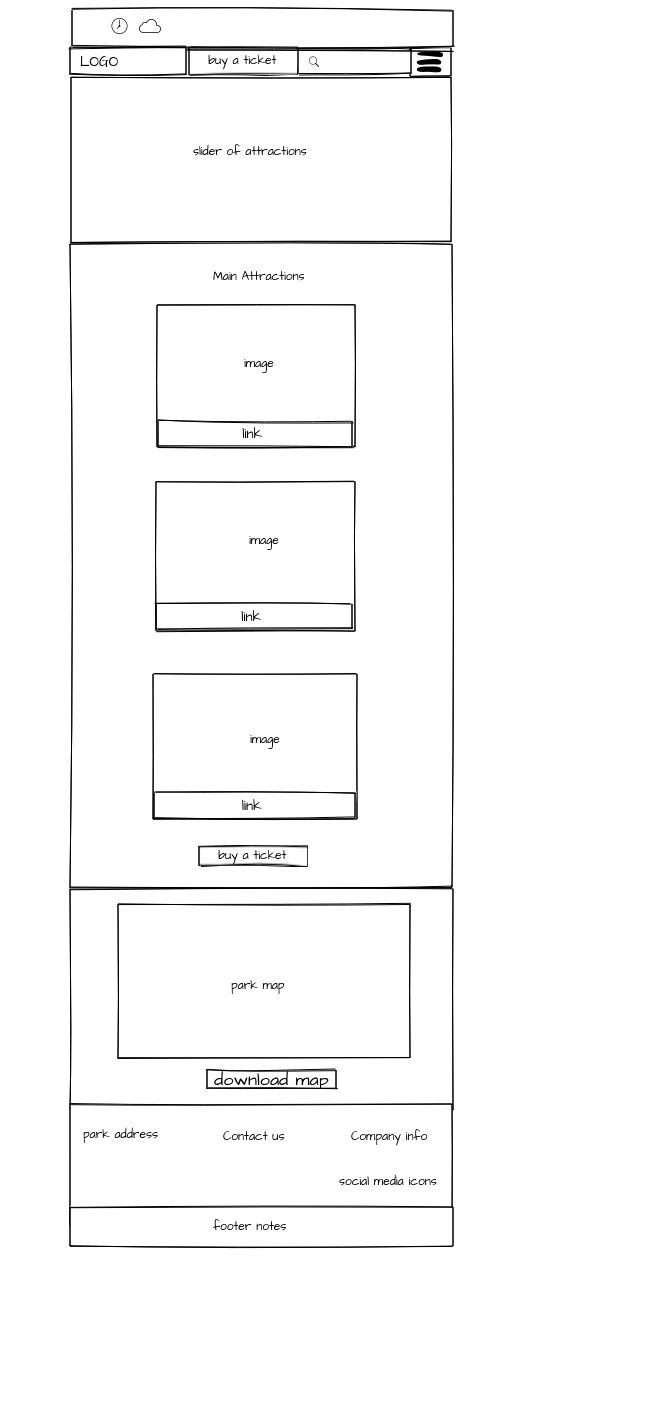 LOGO
buy a ticket
slider of attractions
Main Attractions
image
link
image
link
image
link
buy a ticket
park map
download map
park address
Contact us
Company info
social media icons
footer notes